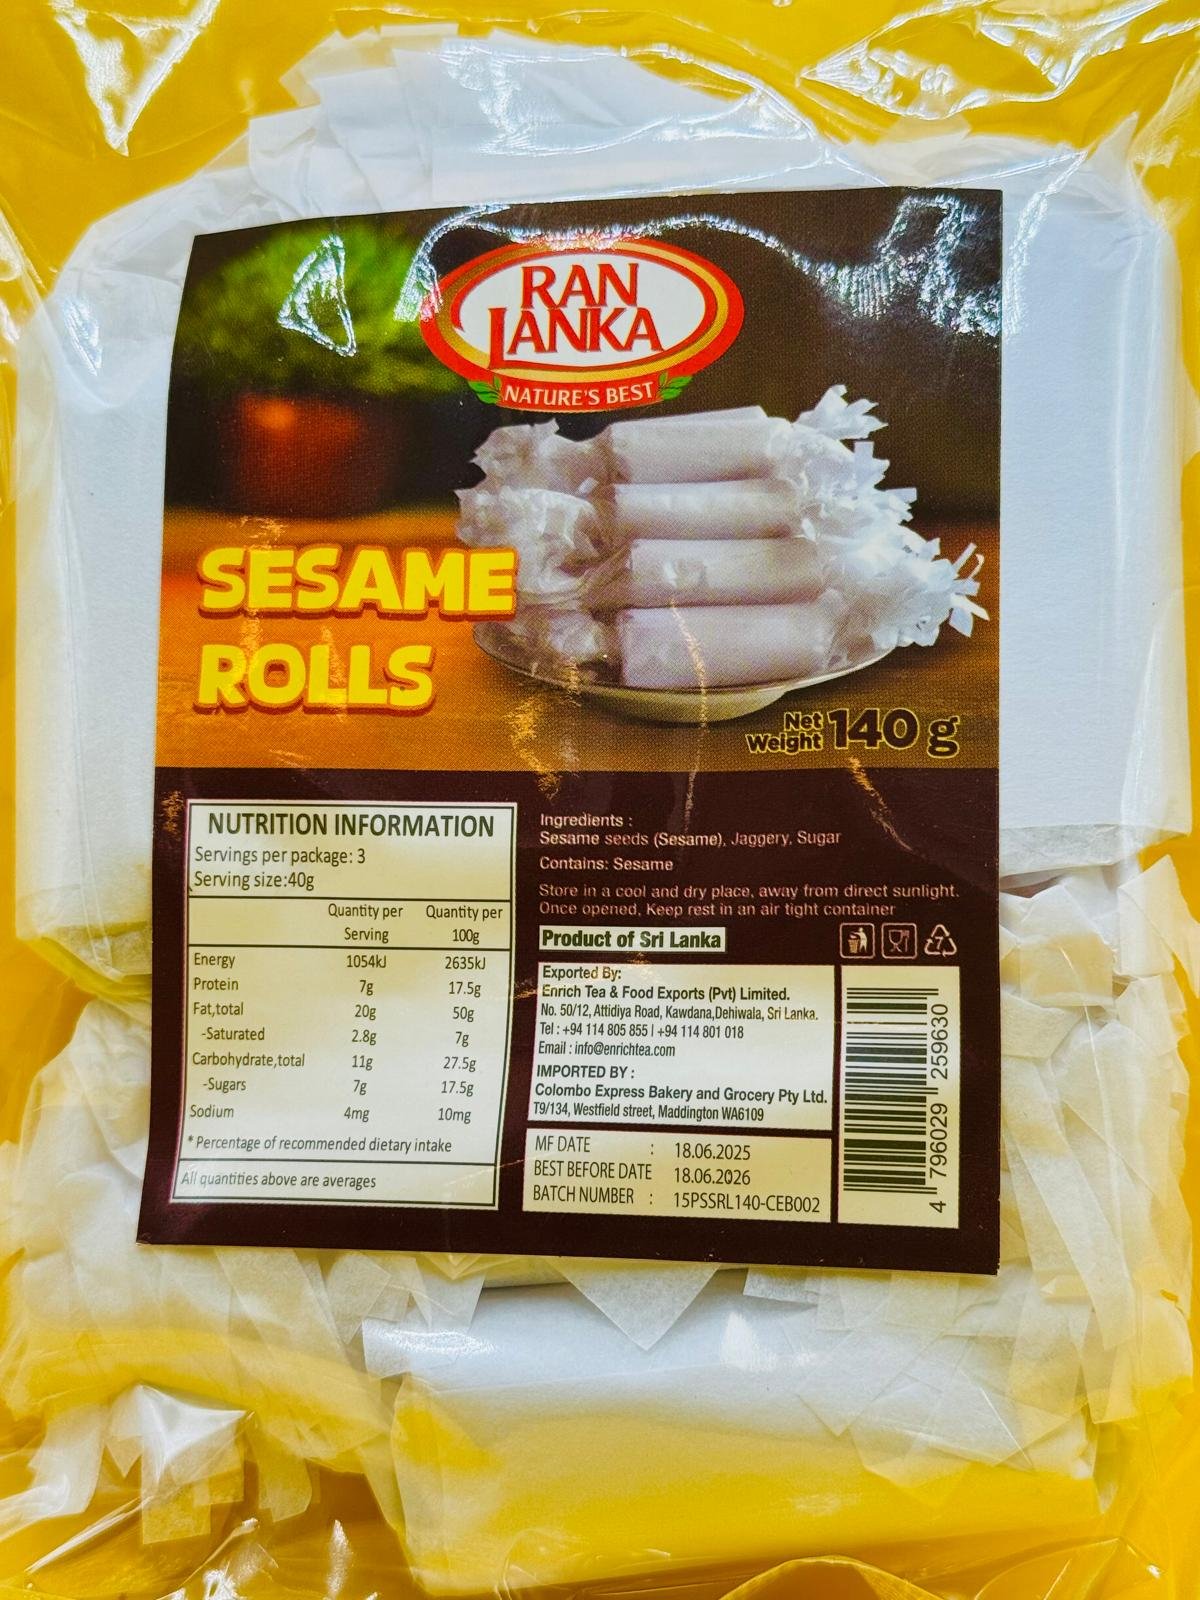 RAN
LANKA
NATURE'S BEST
SESAME
ROLLS
Net
Weight 140 g
NUTRITION INFORMATION
Servings per package: 3
Serving size:40g
Quantity per Serving Quantity per 100g
Energy 1054kJ 2635kJ
Protein 7g 17.5g
Fat,total 20g 50g
-Saturated 2.8g 7g
Carbohydrate,total 11g 27.5g
-Sugars 7g 17.5g
Sodium 4mg 10mg
* Percentage of recommended dietary intake
All quantities above are averages
Ingredients :
Sesame seeds (Sesame), Jaggery, Sugar
Contains: Sesame
Store in a cool and dry place, away from direct sunlight.
Once opened, Keep rest in an air tight container
Product of Sri Lanka
7
Exported By:
Enrich Tea & Food Exports (Pvt) Limited.
No. 50/12, Attidiya Road, Kawdana,Dehiwala, Sri Lanka.
Tel : +94 114 805 855 | +94 114 801 018
Email : info@enrichtea.com
IMPORTED BY :
Colombo Express Bakery and Grocery Pty Ltd.
T9/134, Westfield street, Maddington WA6109
MF DATE : 18.06.2025
BEST BEFORE DATE 18.06.2026
BATCH NUMBER : 15PSSRL140-CEB002
4 796029 259630